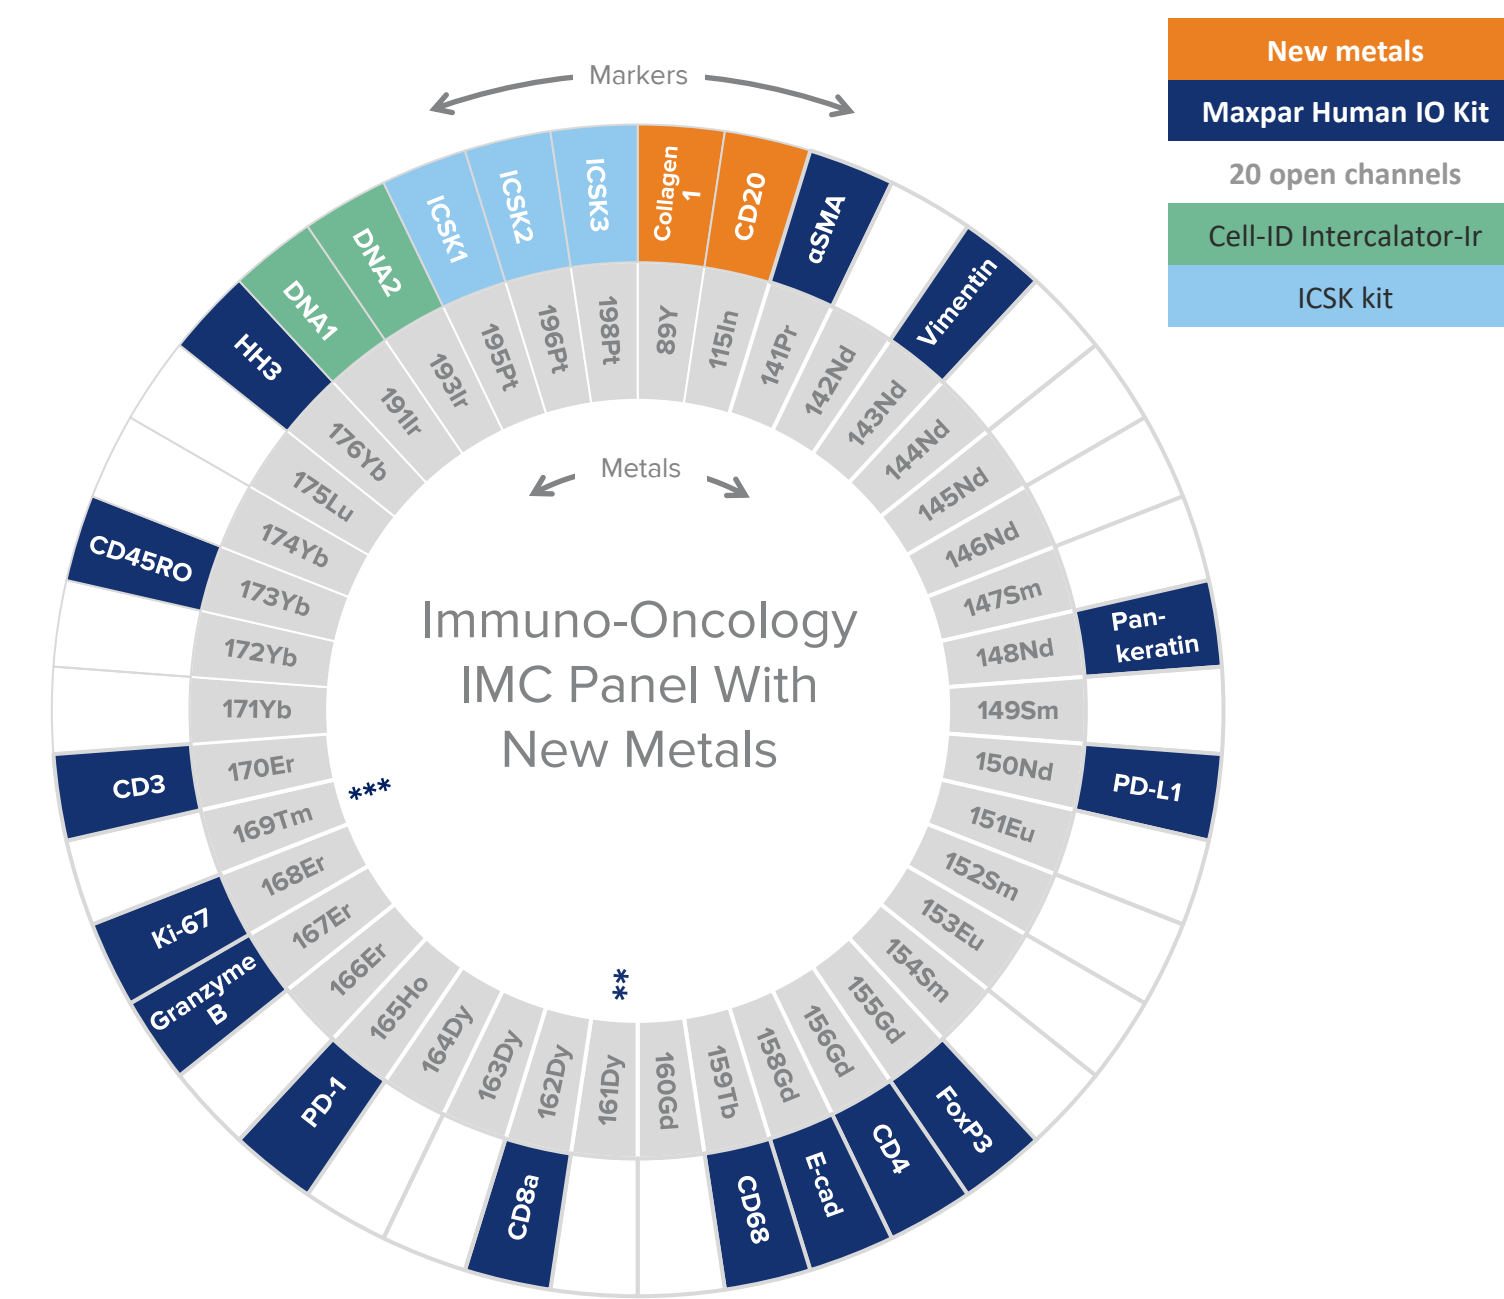 Markers
New metals
Maxpar Human IO Kit
20 open channels
Cell-ID Intercalator-Ir
ICSK kit
Collagen
1
CD20
αSMA
Vimentin
Pan-
keratin
PD-L1
FoxP3
CD4
E-cad
CD68
CD8a
PD-1
Granzyme
B
Ki-67
CD3
CD45RO
HH3
DNA1
DNA2
ICSK1
ICSK2
ICSK3
89Y
115In
141Pr
142Nd
143Nd
144Nd
145Nd
146Nd
147Sm
148Nd
149Sm
150Nd
151Eu
152Sm
153Eu
154Sm
155Gd
156Gd
158Gd
159Tb
160Gd
161Dy
162Dy
163Dy
164Dy
165Ho
166Er
167Er
168Er
169Tm
170Er
171Yb
172Yb
173Yb
174Yb
175Lu
176Yb
191Ir
193Ir
195Pt
196Pt
198Pt
Metals
Immuno-Oncology
IMC Panel With
New Metals
***
**